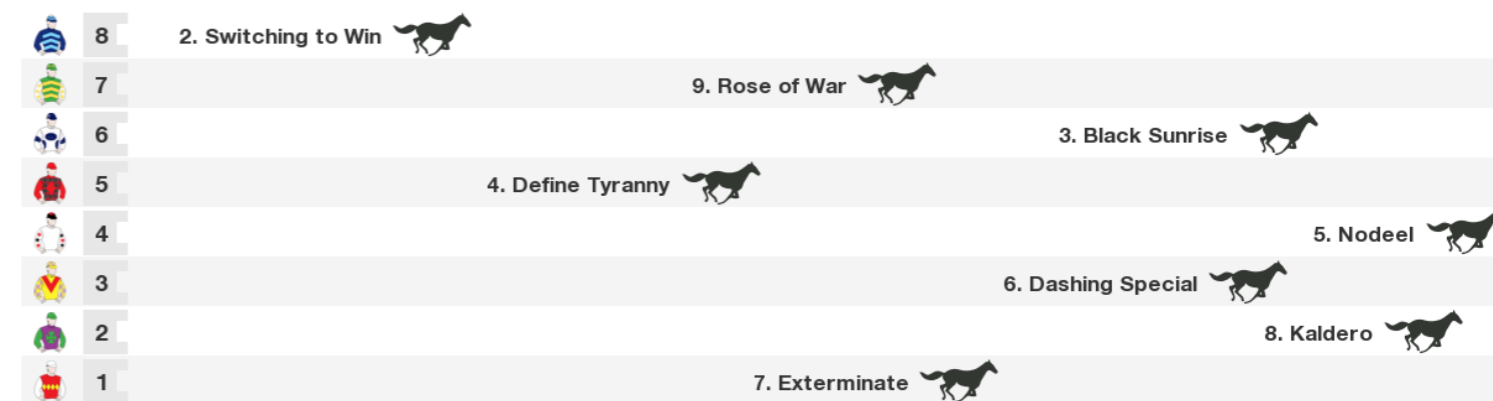 8 2. Switching to Win
7 9. Rose of War
6 3. Black Sunrise
5 4. Define Tyranny
4 5. Nodeel
3 6. Dashing Special
2 8. Kaldero
1 7. Exterminate